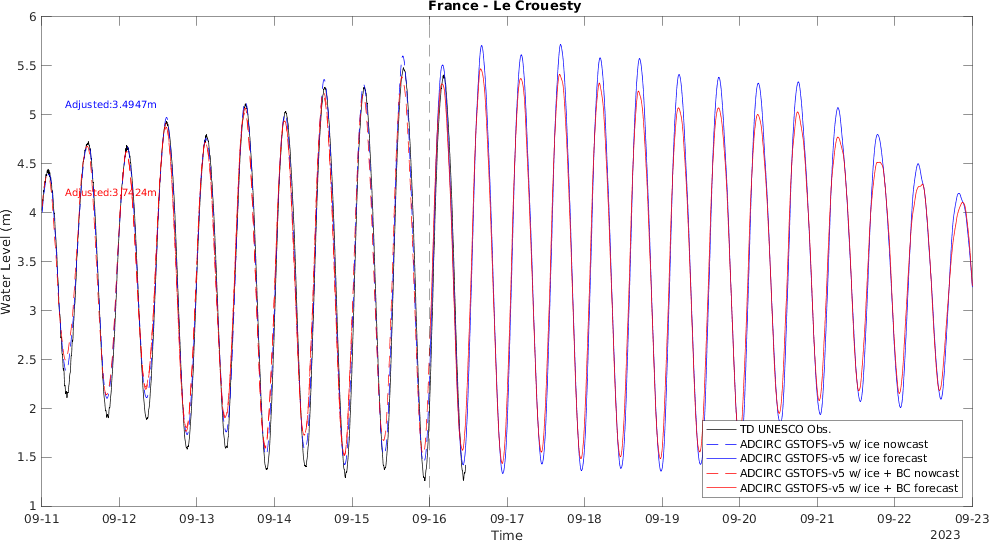 France - Le Crouesty
6
5.5
5
4.5
4
3.5
3
2.5
2
1.5
1
Water Level (m)
Adjusted:3.4947m
Adjusted:3.7424m
TD UNESCO Obs.
ADCIRC GSTOFS-v5 w/ ice nowcast
ADCIRC GSTOFS-v5 w/ ice forecast
ADCIRC GSTOFS-v5 w/ ice + BC nowcast
ADCIRC GSTOFS-v5 w/ ice + BC forecast
09-11 09-12 09-13 09-14 09-15 09-16 09-17 09-18 09-19 09-20 09-21 09-22 09-23
Time
2023